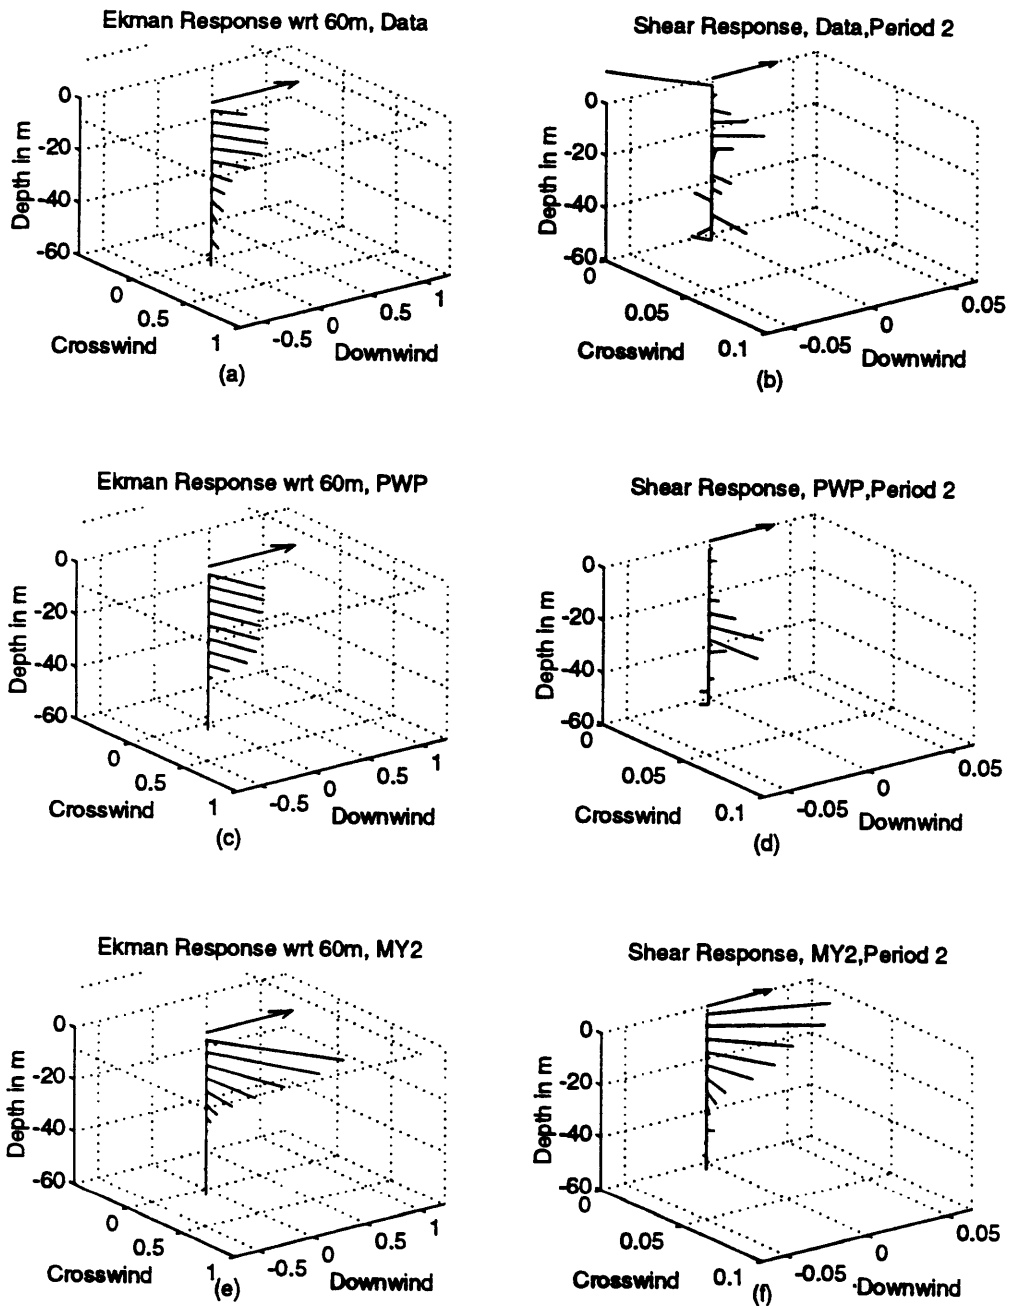 Ekman Response wrt 60m, Data
0
-20
-40
-60
Depth in m
0
0.5
1
Crosswind
-0.5
0
0.5
1
Downwind
(a)
Shear Response, Data,Period 2
0
-20
-40
-60
Depth in m
0
0.05
0.1
Crosswind
-0.05
0
0.05
Downwind
(b)
Ekman Response wrt 60m, PWP
0
-20
-40
-60
Depth in m
0
0.5
1
Crosswind
-0.5
0
0.5
1
Downwind
(c)
Shear Response, PWP,Period 2
0
-20
-40
-60
Depth in m
0
0.05
0.1
Crosswind
-0.05
0
0.05
Downwind
(d)
Ekman Response wrt 60m, MY2
0
-20
-40
-60
Depth in m
0
0.5
1
Crosswind
-0.5
0
0.5
1
Downwind
(e)
Shear Response, MY2,Period 2
0
-20
-40
-60
Depth in m
0
0.05
0.1
Crosswind
-0.05
0
0.05
Downwind
(f)